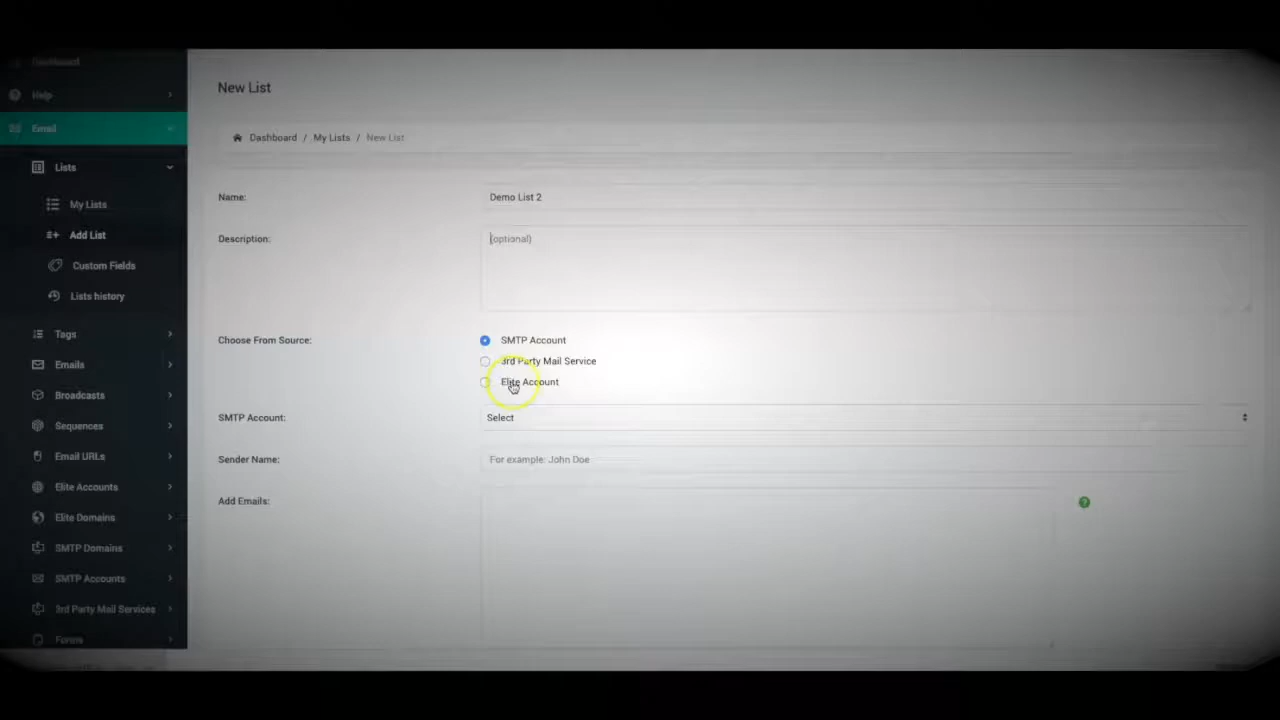 Dashboard
Help
Email
Lists
My Lists
Add List
Custom Fields
Lists history
Tags
Emails
Broadcasts
Sequences
Email URLs
Elite Accounts
Elite Domains
SMTP Domains
SMTP Accounts
3rd Party Mail Services
Forms
New List
Dashboard / My Lists / New List
Name: Demo List 2
Description: (optional)
Choose From Source: SMTP Account
3rd Party Mail Service
Elite Account
SMTP Account: Select
Sender Name: For example: John Doe
Add Emails:
?